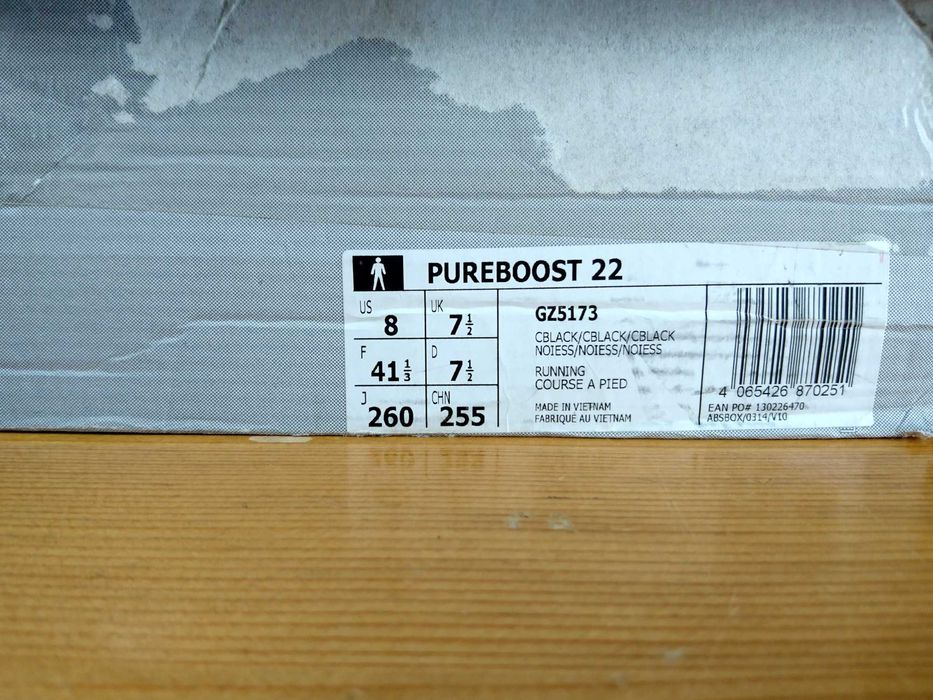 PUREBOOST 22
US 8 UK 7 1/2
F 41 1/3 D 7 1/2
J 260 CHN 255
GZ5173
CBLACK/CBLACK/CBLACK
NOIESS/NOIESS/NOIESS
RUNNING
COURSE A PIED
MADE IN VIETNAM
FABRIQUÉ AU VIETNAM
4 065426 870251
EAN PO# 130226470
ABSBOX/0314/V10